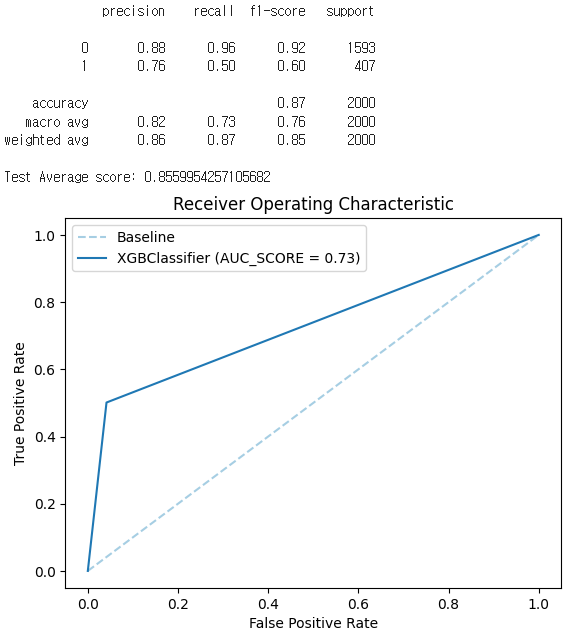 precision recall f1-score support
0 0.88 0.96 0.92 1593
1 0.76 0.50 0.60 407
accuracy 0.87 2000
macro avg 0.82 0.73 0.76 2000
weighted avg 0.86 0.87 0.85 2000
Test Average score: 0.8559954257105682
Receiver Operating Characteristic
Baseline
XGBClassifier (AUC_SCORE = 0.73)
1.0
0.8
0.6
0.4
0.2
0.0
True Positive Rate
0.0 0.2 0.4 0.6 0.8 1.0
False Positive Rate